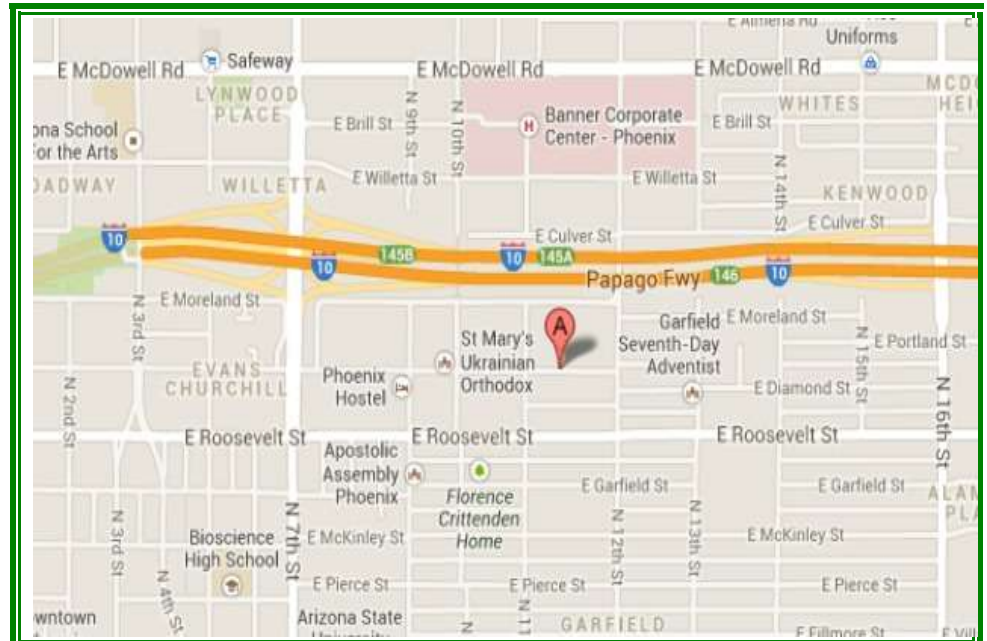 E Almeria Rd
Uniforms
E McDowell Rd
Safeway
E McDowell Rd
E McDowell Rd
LYNWOOD
PLACE
N 9th St
N 10th St
E Brill St
Banner Corporate
Center - Phoenix
H
E Brill St
WHITES
ona School
For the Arts
OADWAY
WILLETTA
E Willetta St
E Willetta St
N 14th St
KENWOOD
E Culver St
E Culver St
10
145B
10
145A
10
Papago Fwy
146
10
E Moreland St
N 3rd St
A
St Mary's
Ukrainian
Orthodox
Garfield
Seventh-Day
Adventist
E Moreland St
N 15th St
E Portland St
EVANS
CHURCHILL
Phoenix
Hostel
N 2nd St
E Diamond St
N 16th St
E Roosevelt St
E Roosevelt St
E Roosevelt St
Apostolic
Assembly
Phoenix
Florence
Crittenden
Home
E Garfield St
E Garfield St
N 3rd St
N 4th St
Bioscience
High School
N 7th St
E McKinley St
N 12th St
N 13th St
E McKinley St
E Pierce St
E Pierce St
E Pierce St
wntown
Arizona State
N
N 11
GARFIELD
E Fillmore St